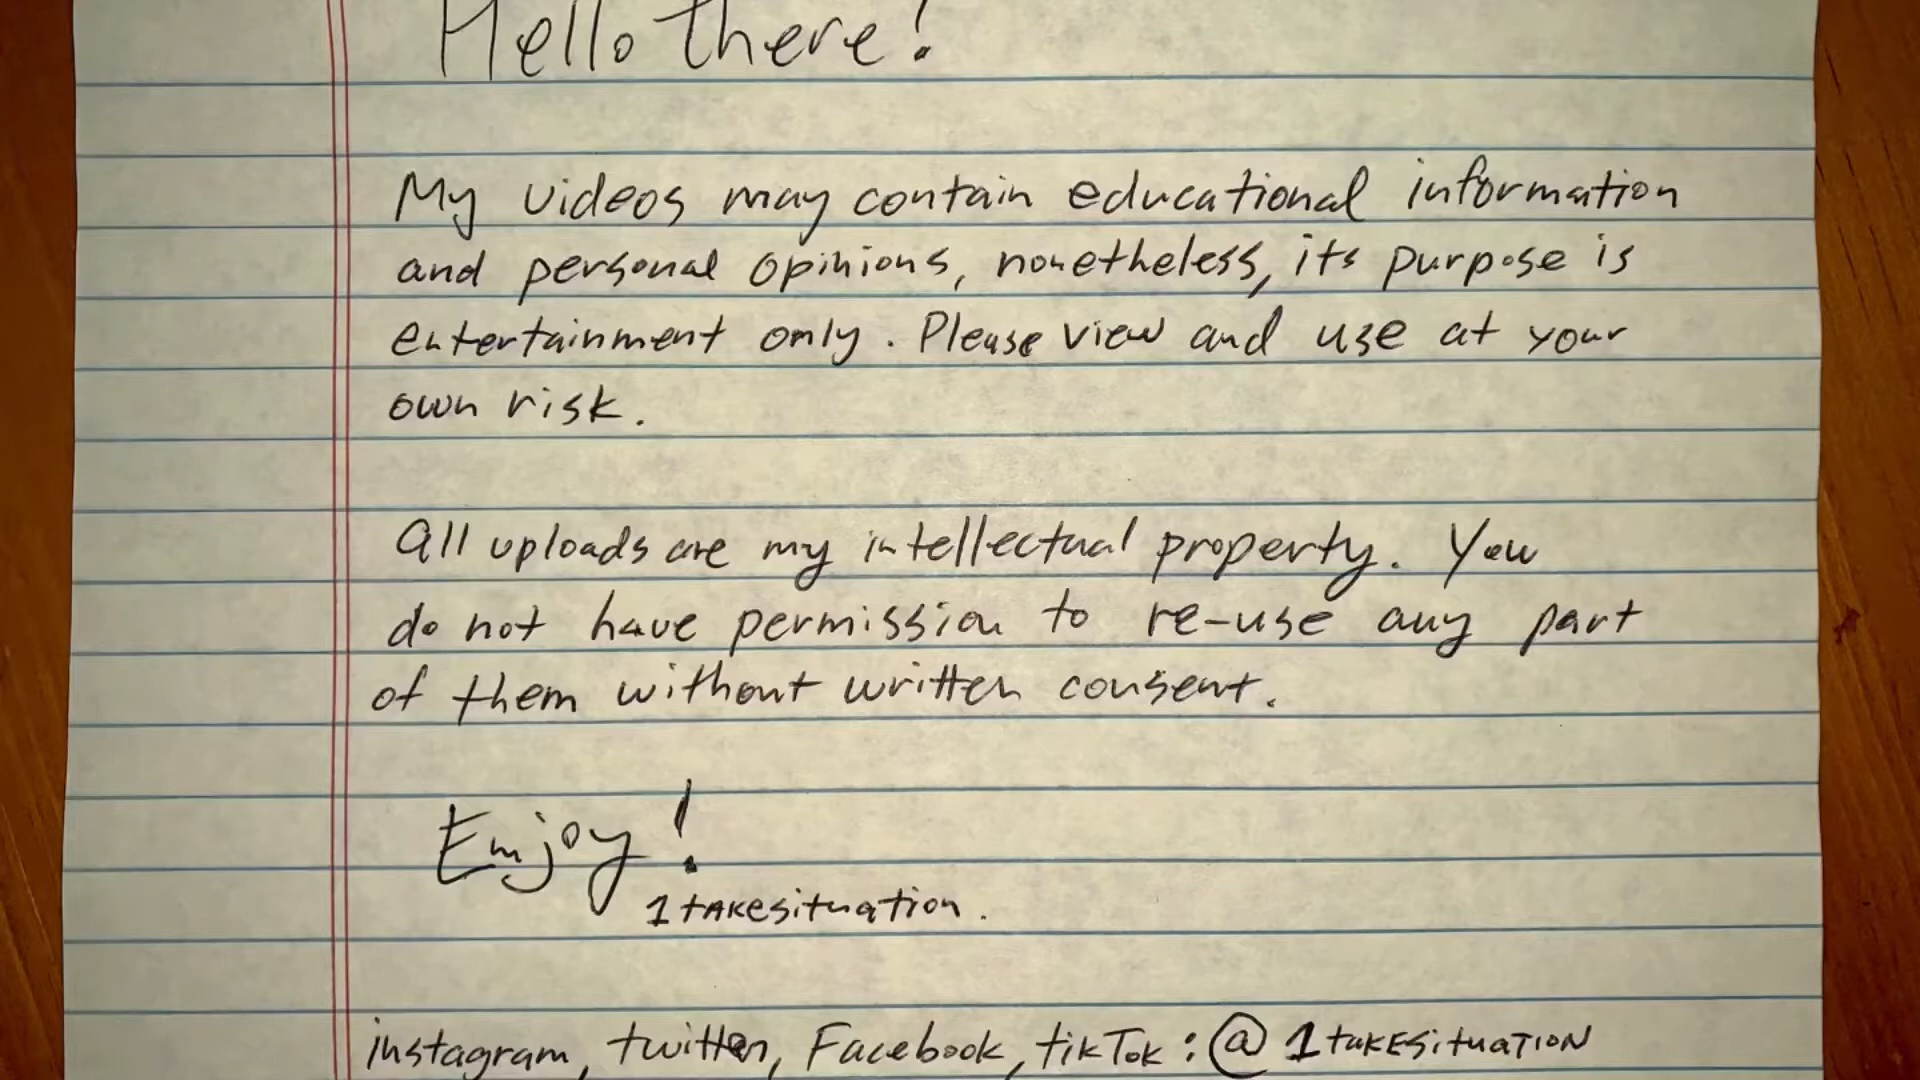 Hello there!
My videos may contain educational information
and personal opinions, nonetheless, its purpose is
entertainment only. Please view and use at your
own risk.
All uploads are my intellectual property. You
do not have permission to re-use any part
of them without written consent.
Enjoy!
1takesituation.
instagram, twitter, Facebook, tikTok: @1takEsituaTIoN